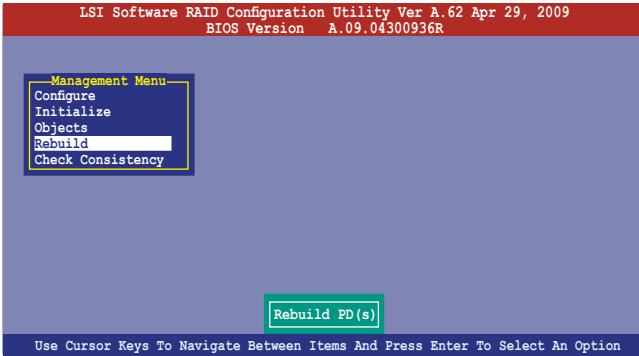 LSI Software RAID Configuration Utility Ver A.62 Apr 29, 2009
BIOS Version A.09.04300936R
Management Menu
Configure
Initialize
Objects
Rebuild
Check Consistency
Rebuild PD(s)
Use Cursor Keys To Navigate Between Items And Press Enter To Select An Option